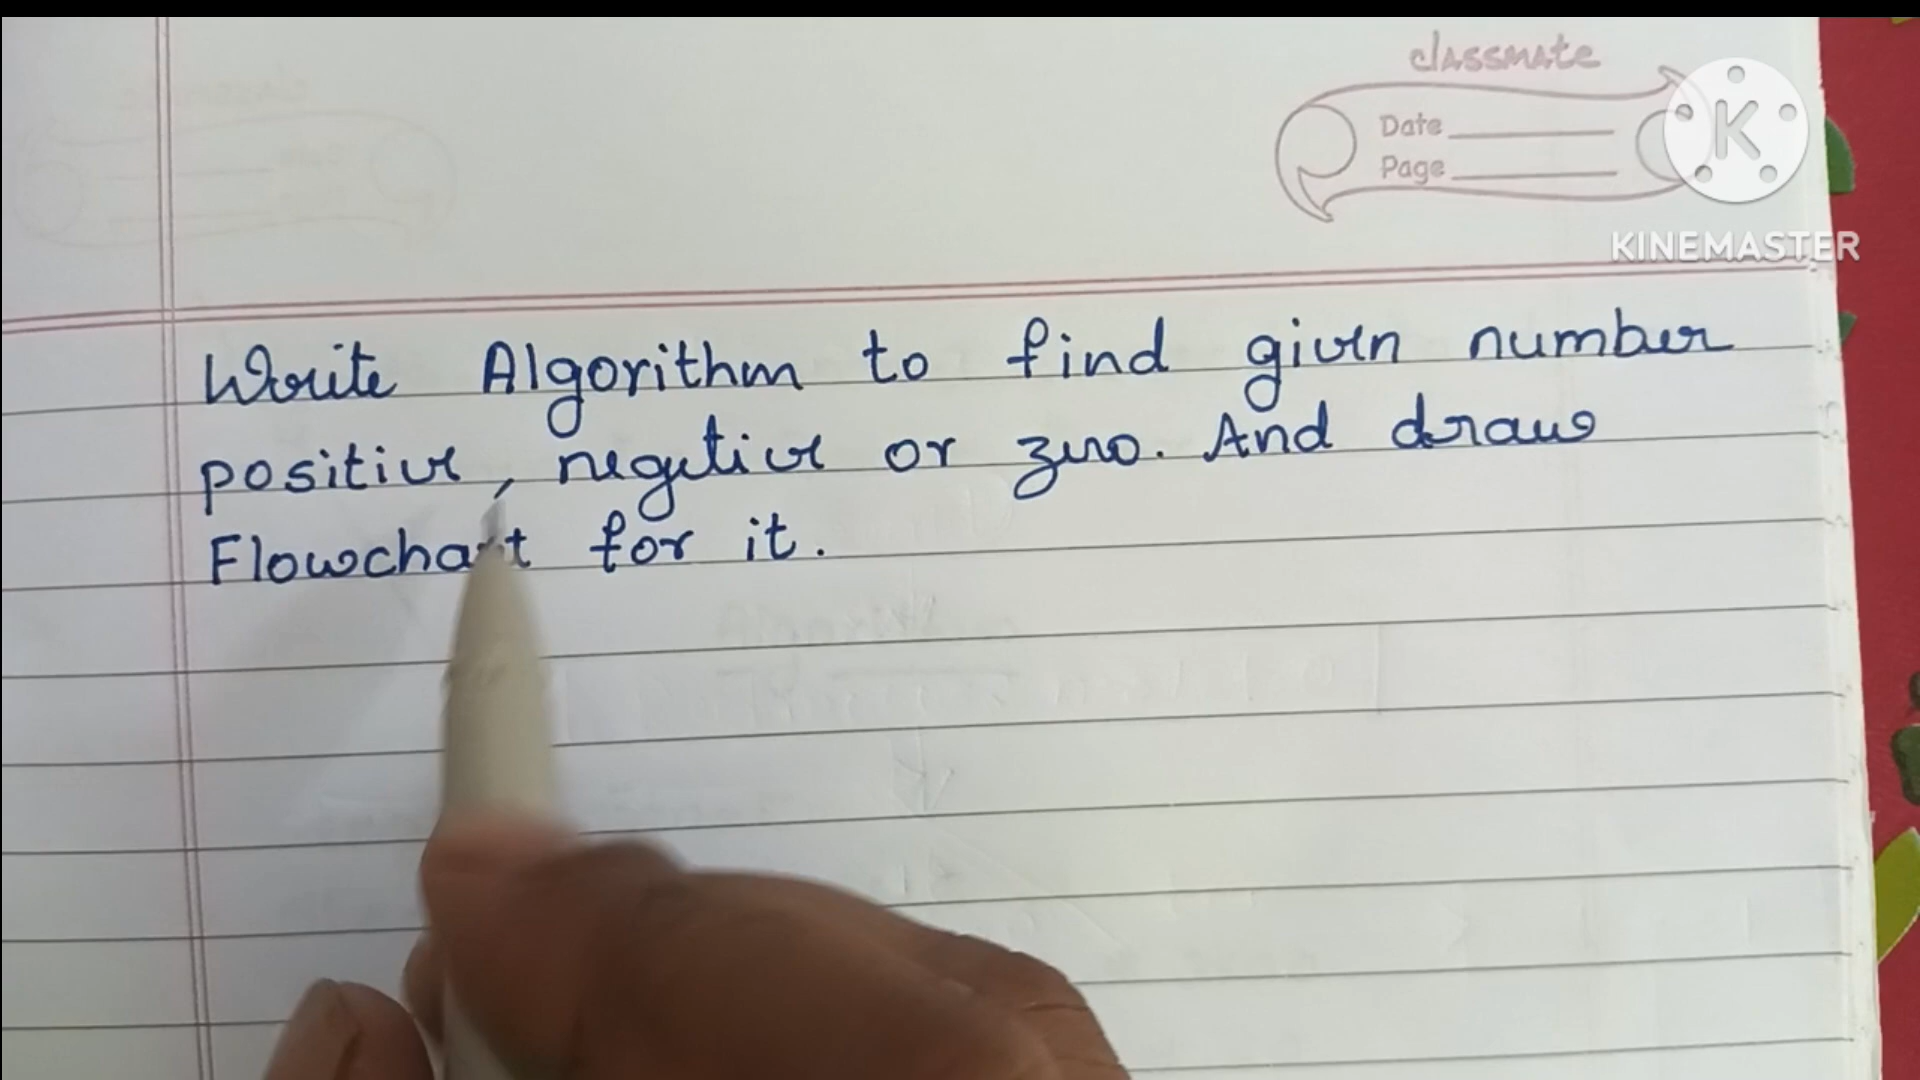 classmate
Date
Page
K
KINEMASTER
Write Algorithm to find given number
positive, negative or zero. And draw
Flowchart for it.